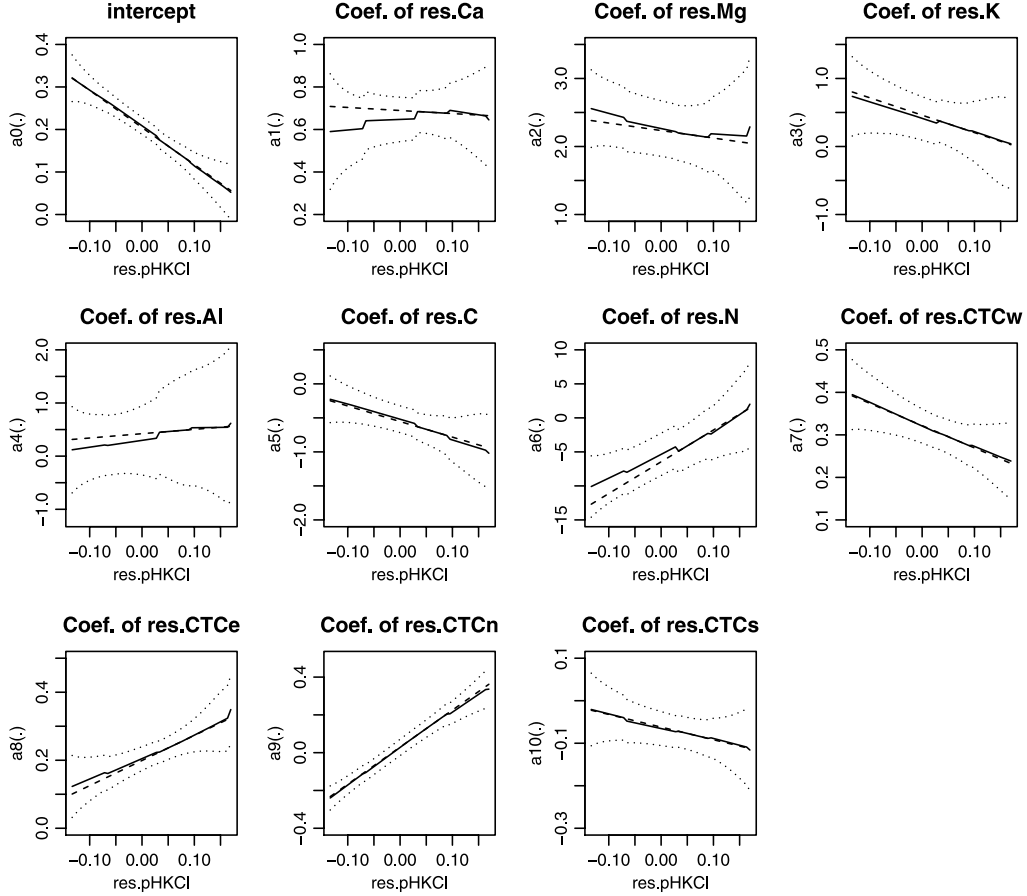 intercept
a0(.)
0.0 0.1 0.2 0.3 0.4
−0.10 0.00 0.10
res.pHKCl
Coef. of res.Ca
a1(.)
0.2 0.4 0.6 0.8 1.0
−0.10 0.00 0.10
res.pHKCl
Coef. of res.Mg
a2(.)
1.0 2.0 3.0
−0.10 0.00 0.10
res.pHKCl
Coef. of res.K
a3(.)
−1.0 0.0 1.0
−0.10 0.00 0.10
res.pHKCl
Coef. of res.Al
a4(.)
−1.0 0.0 1.0 2.0
−0.10 0.00 0.10
res.pHKCl
Coef. of res.C
a5(.)
−2.0 −1.0 0.0
−0.10 0.00 0.10
res.pHKCl
Coef. of res.N
a6(.)
−15 −5 0 5 10
−0.10 0.00 0.10
res.pHKCl
Coef. of res.CTCw
a7(.)
0.1 0.2 0.3 0.4 0.5
−0.10 0.00 0.10
res.pHKCl
Coef. of res.CTCe
a8(.)
0.0 0.2 0.4
−0.10 0.00 0.10
res.pHKCl
Coef. of res.CTCn
a9(.)
−0.4 0.0 0.4
−0.10 0.00 0.10
res.pHKCl
Coef. of res.CTCs
a10(.)
−0.3 −0.1 0.1
−0.10 0.00 0.10
res.pHKCl